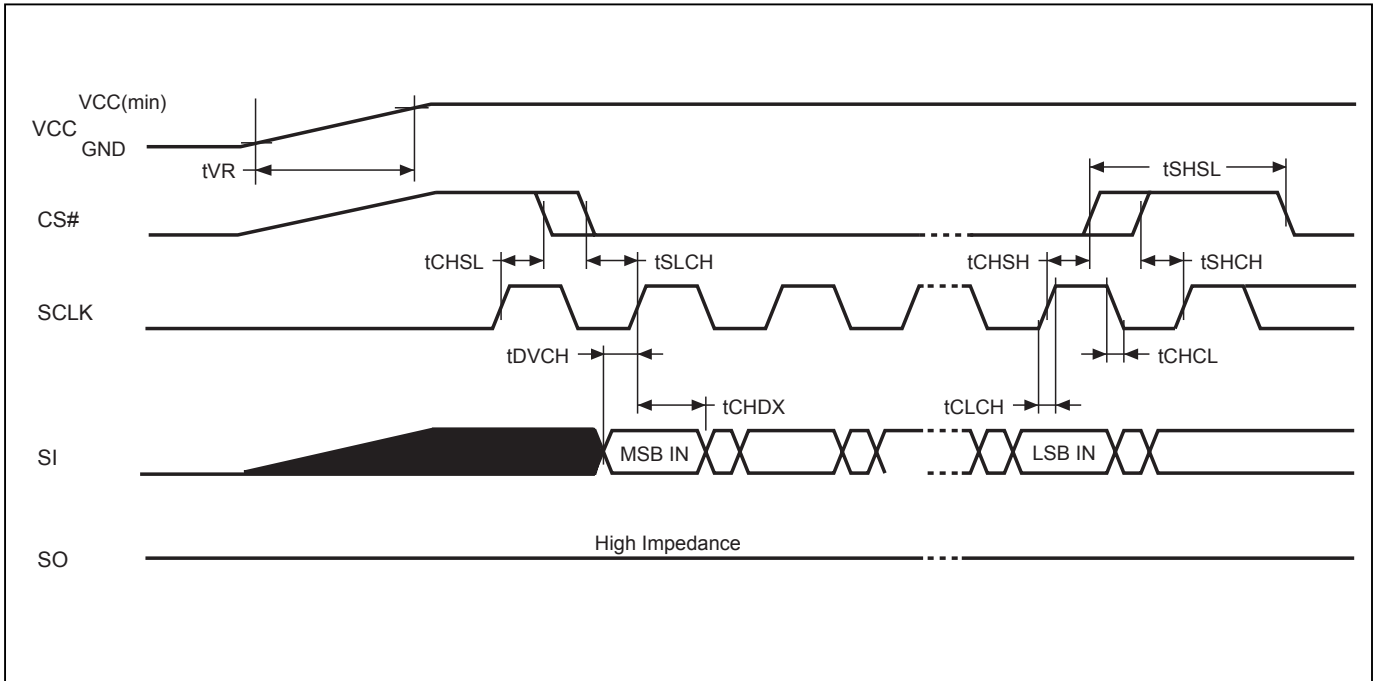 VCC(min)
VCC
GND
tVR
tSHSL
CS#
tCHSL
tSLCH
tCHSH
tSHCH
SCLK
tDVCH
tCHCL
tCHDX
tCLCH
SI
MSB IN
LSB IN
High Impedance
SO